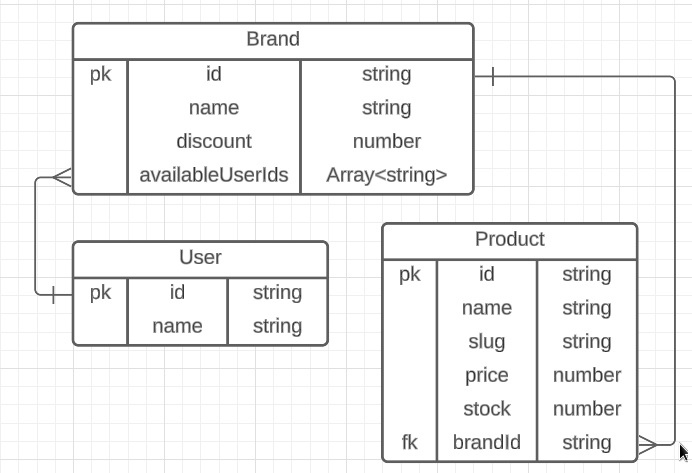 Brand
pk id string
name string
discount number
availableUserIds Array<string>
User
pk id string
name string
Product
pk id string
name string
slug string
price number
stock number
fk brandId string